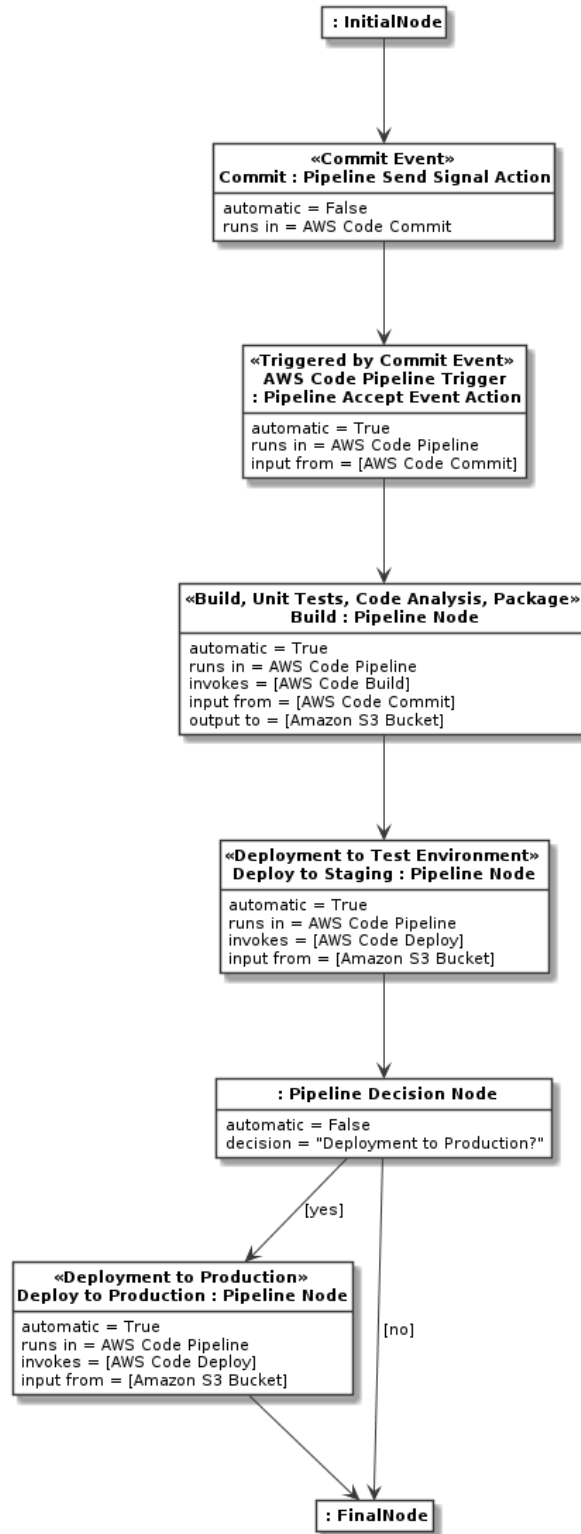 : InitialNode
«Commit Event»
Commit : Pipeline Send Signal Action
automatic = False
runs in = AWS Code Commit
«Triggered by Commit Event»
AWS Code Pipeline Trigger
: Pipeline Accept Event Action
automatic = True
runs in = AWS Code Pipeline
input from = [AWS Code Commit]
«Build, Unit Tests, Code Analysis, Package»
Build : Pipeline Node
automatic = True
runs in = AWS Code Pipeline
invokes = [AWS Code Build]
input from = [AWS Code Commit]
output to = [Amazon S3 Bucket]
«Deployment to Test Environment»
Deploy to Staging : Pipeline Node
automatic = True
runs in = AWS Code Pipeline
invokes = [AWS Code Deploy]
input from = [Amazon S3 Bucket]
: Pipeline Decision Node
automatic = False
decision = "Deployment to Production?"
[yes]
«Deployment to Production»
Deploy to Production : Pipeline Node
automatic = True
runs in = AWS Code Pipeline
invokes = [AWS Code Deploy]
input from = [Amazon S3 Bucket]
[no]
: FinalNode